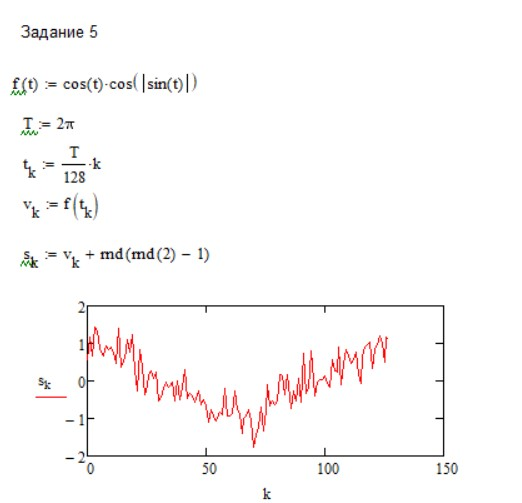 Задание 5
f(t) := cos(t)·cos(|sin(t)|)
T := 2π
t_k := T/128·k
v_k := f(t_k)
s_k := v_k + rnd(rnd(2) − 1)
2
1
s_k 0
−1
−2
0 50 100 150
k